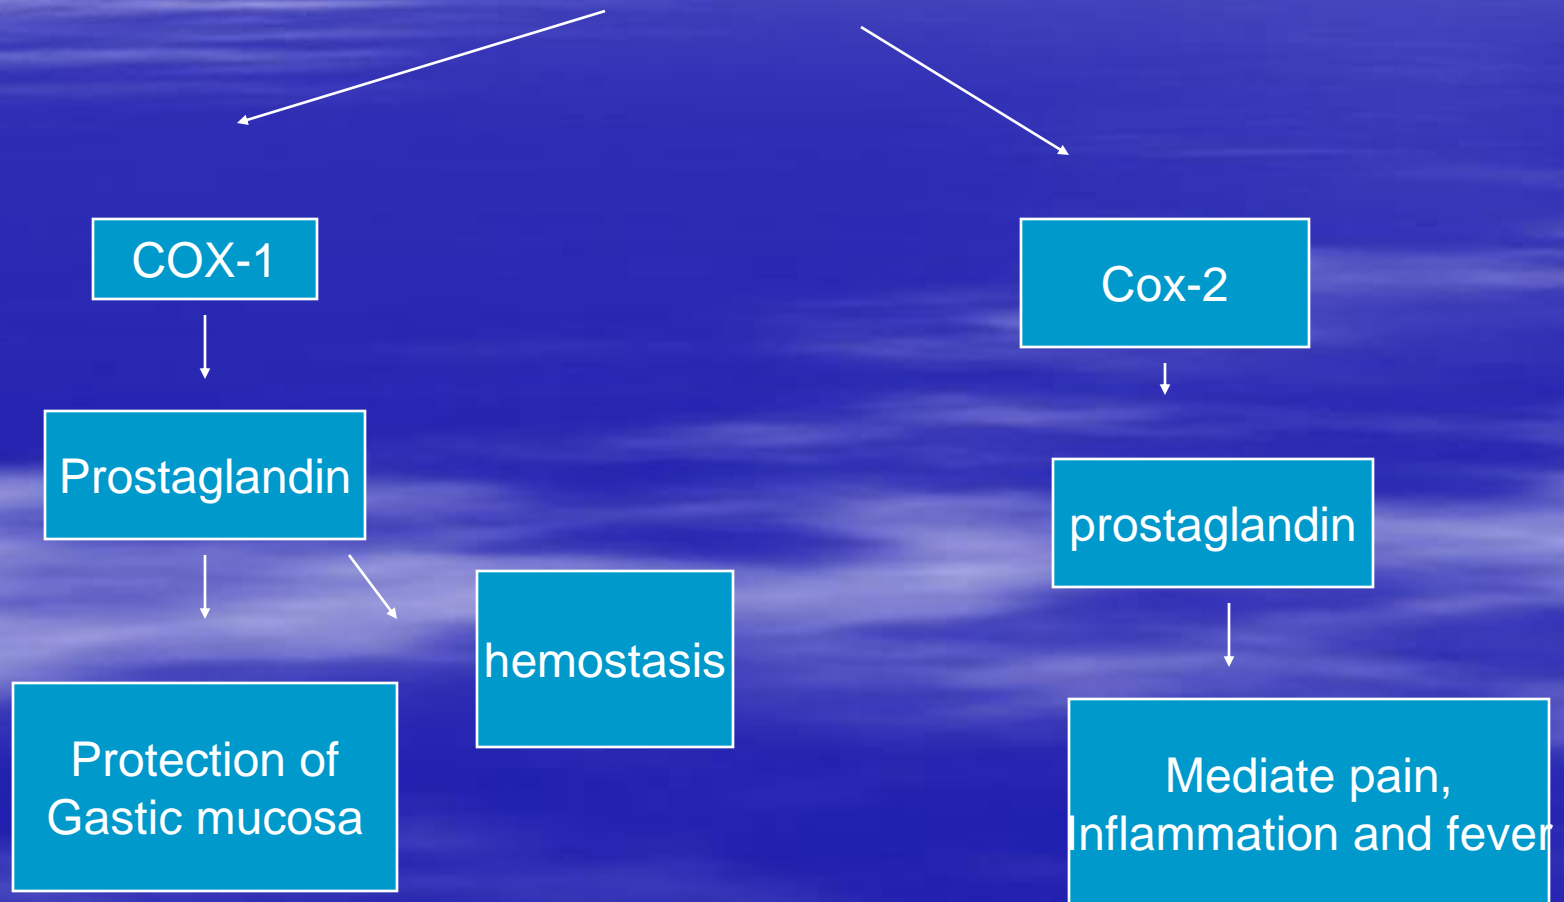 COX-1
Cox-2
Prostaglandin
prostaglandin
hemostasis
Protection of
Gastic mucosa
Mediate pain,
Inflammation and fever